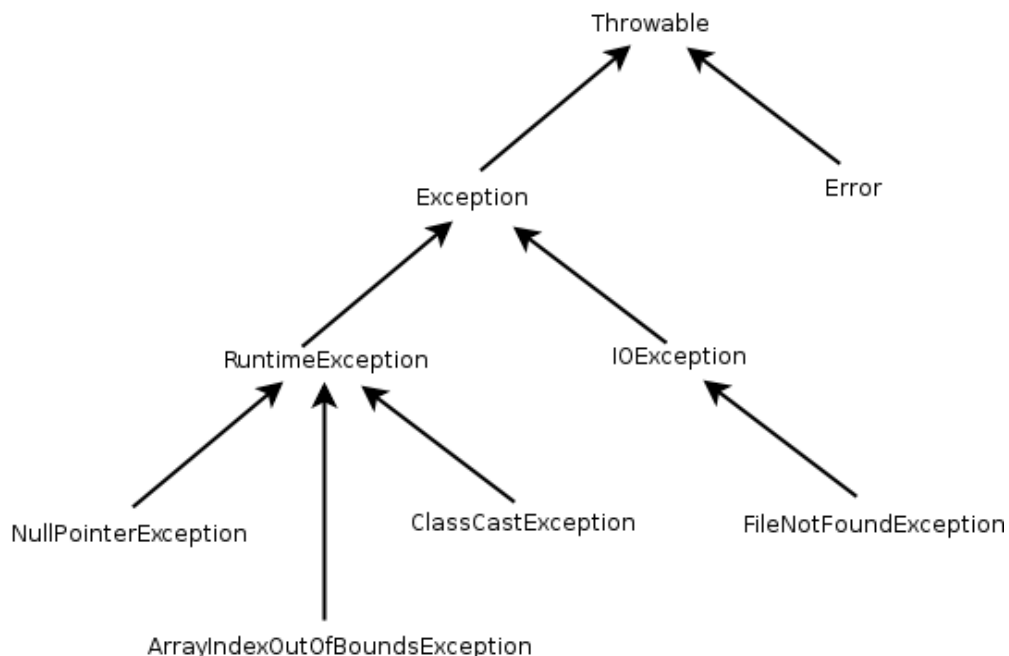 Throwable
Exception
Error
RuntimeException
IOException
NullPointerException
ClassCastException
FileNotFoundException
ArrayIndexOutOfBoundsException